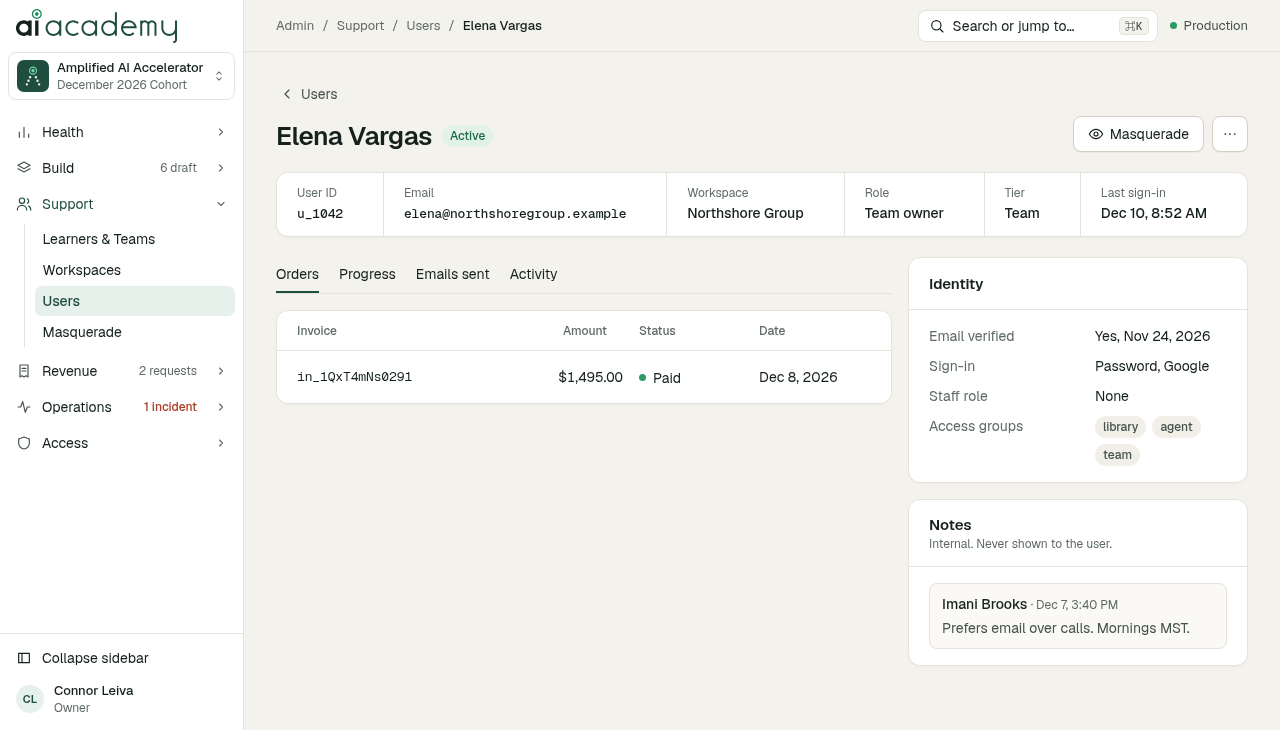 ai academy
Amplified AI Accelerator
December 2026 Cohort
Health
Build 6 draft
Support
Learners & Teams
Workspaces
Users
Masquerade
Revenue 2 requests
Operations 1 incident
Access
Collapse sidebar
CL
Connor Leiva
Owner
Admin / Support / Users / Elena Vargas
Search or jump to… ⌘K
Production
Users
Elena Vargas Active
Masquerade
···
User ID Email Workspace Role Tier Last sign-in
u_1042 elena@northshoregroup.example Northshore Group Team owner Team Dec 10, 8:52 AM
Orders Progress Emails sent Activity
Invoice Amount Status Date
in_1QxT4mNs0291 $1,495.00 Paid Dec 8, 2026
Identity
Email verified Yes, Nov 24, 2026
Sign-in Password, Google
Staff role None
Access groups library agent
team
Notes
Internal. Never shown to the user.
Imani Brooks · Dec 7, 3:40 PM
Prefers email over calls. Mornings MST.